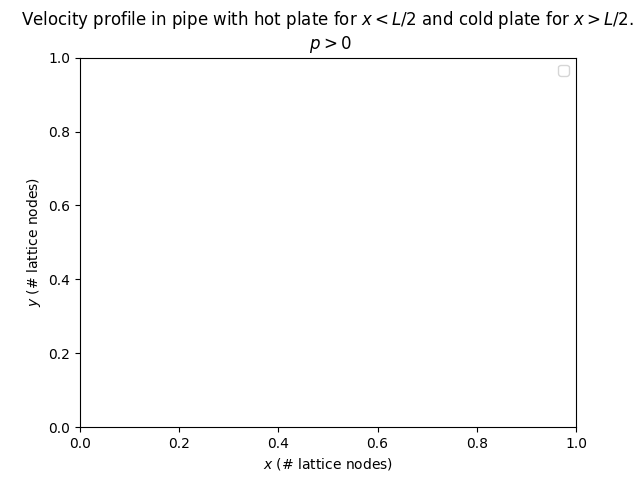 Velocity profile in pipe with hot plate for x < L/2 and cold plate for x > L/2.
p > 0
1.0
0.8
0.6
0.4
0.2
0.0
y (# lattice nodes)
0.0 0.2 0.4 0.6 0.8 1.0
x (# lattice nodes)